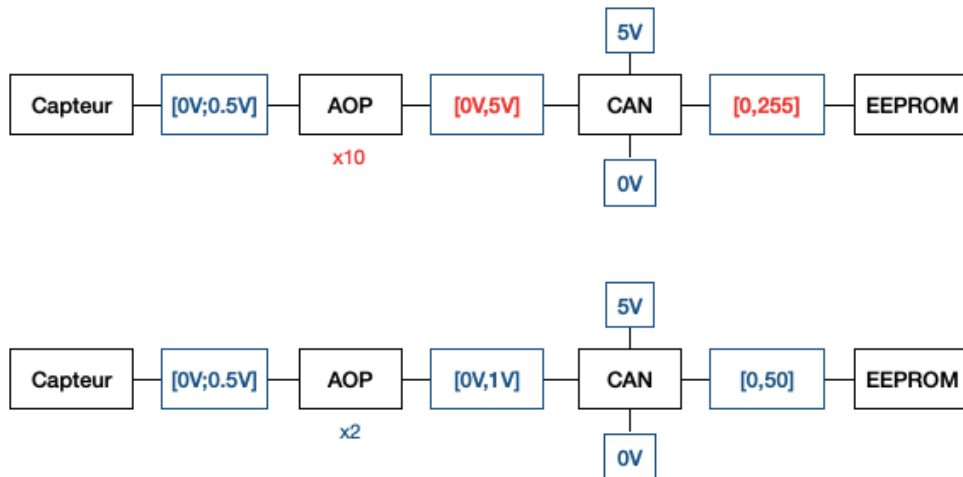 5V
Capteur [0V;0.5V] AOP [0V,5V] CAN [0,255] EEPROM
x10
0V
5V
Capteur [0V;0.5V] AOP [0V,1V] CAN [0,50] EEPROM
x2
0V